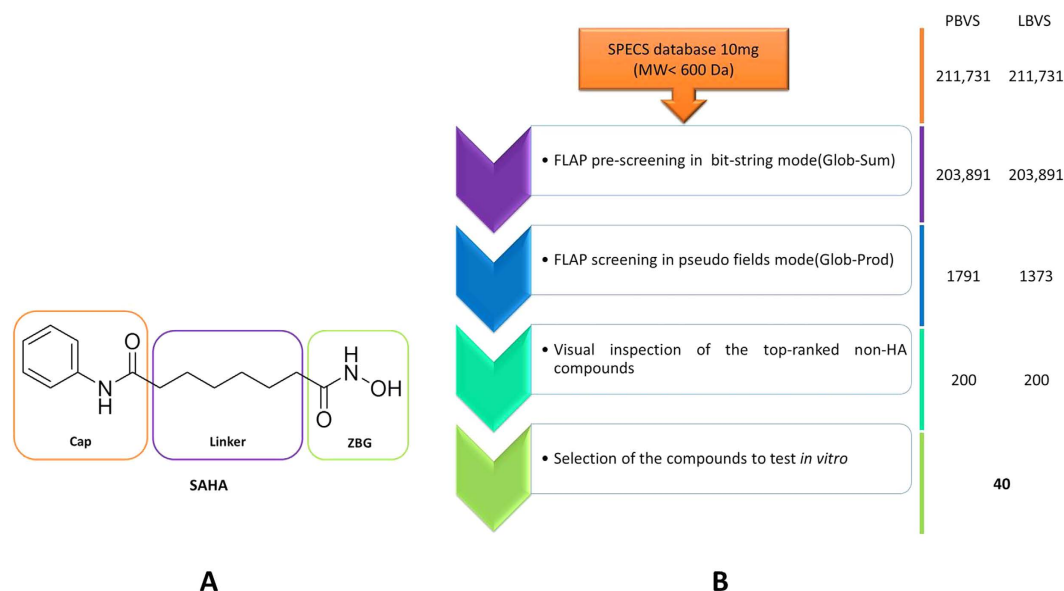 PBVS LBVS
SPECS database 10mg
(MW< 600 Da)
211,731 211,731
• FLAP pre-screening in bit-string mode(Glob-Sum)
203,891 203,891
• FLAP screening in pseudo fields mode(Glob-Prod)
1791 1373
• Visual inspection of the top-ranked non-HA
compounds
200 200
• Selection of the compounds to test in vitro
40
O
N
H
H
N
OH
O
Cap
Linker
ZBG
SAHA
A
B